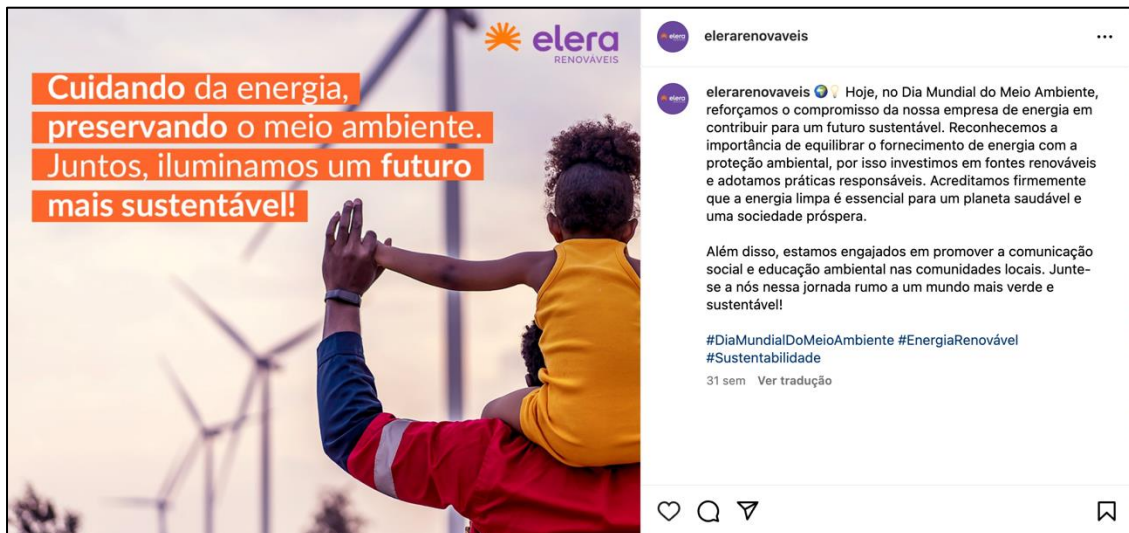 elera
RENOVÁVEIS
Cuidando da energia,
preservando o meio ambiente.
Juntos, iluminamos um futuro
mais sustentável!
elera
elerarenovaveis
elera
elerarenovaveis 🌍💡 Hoje, no Dia Mundial do Meio Ambiente,
reforçamos o compromisso da nossa empresa de energia em
contribuir para um futuro sustentável. Reconhecemos a
importância de equilibrar o fornecimento de energia com a
proteção ambiental, por isso investimos em fontes renováveis
e adotamos práticas responsáveis. Acreditamos firmemente
que a energia limpa é essencial para um planeta saudável e
uma sociedade próspera.
Além disso, estamos engajados em promover a comunicação
social e educação ambiental nas comunidades locais. Junte-
se a nós nessa jornada rumo a um mundo mais verde e
sustentável!
#DiaMundialDoMeioAmbiente #EnergiaRenovável
#Sustentabilidade
31 sem Ver tradução